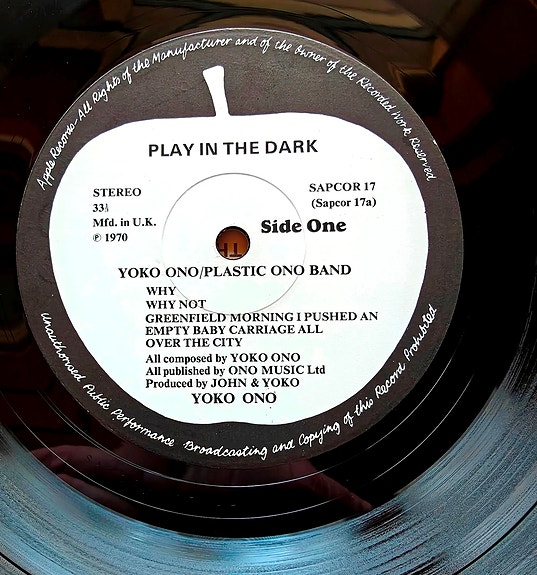 Apple Records-All Rights of the Manufacturer and of the Owner of the Recorded Work Reserved
PLAY IN THE DARK
STEREO
33⅓
Mfd. in U.K.
℗ 1970
SAPCOR 17
(Sapcor 17a)
Side One
YOKO ONO/PLASTIC ONO BAND
WHY
WHY NOT
GREENFIELD MORNING I PUSHED AN
EMPTY BABY CARRIAGE ALL
OVER THE CITY
All composed by YOKO ONO
All published by ONO MUSIC Ltd
Produced by JOHN & YOKO
YOKO ONO
Unauthorised Public Performance Broadcasting and Copying of this Record Prohibited